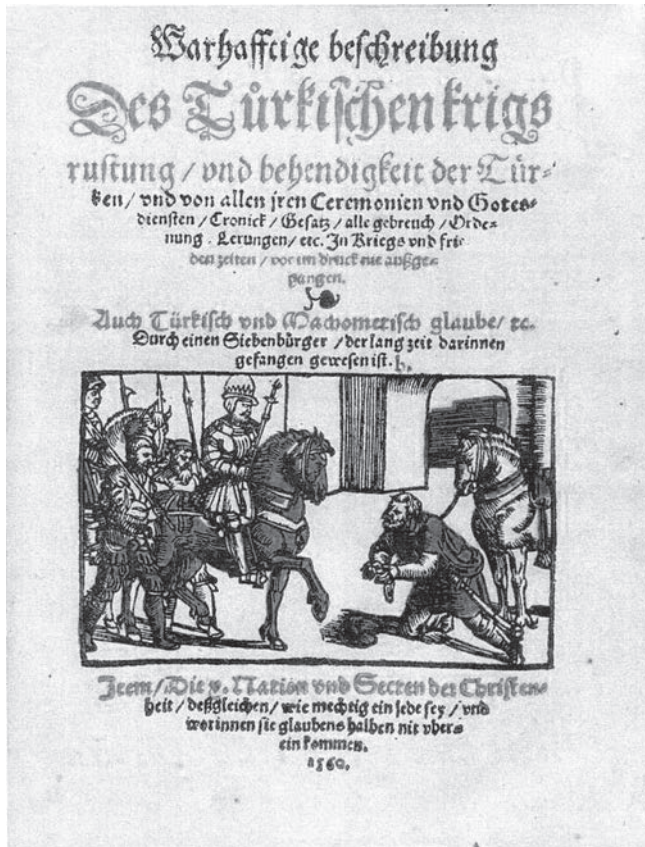 Warhafftige beschreibung
Des Türkischen krigs
rustung / vnd behendigkeit der Tür-
ken / vnd von allen jren Ceremonien vnd Gotes-
diensten / Cronick / Gesatz / alle gebreuch / Orde-
nung. Lerungen / etc. In Kriegs vnd frie
den zeiten / vor im druck nie außge-
gangen.
Auch Türkisch vnd Machometisch glaube / ꝛc.
Durch einen Siebenbürger / der lang zeit darinnen
gefangen gewesen ist.
Item / Die x. Nation vnd Secten der Christen-
heit / deßgleichen / wie mechtig ein jede sey / vnd
worinnen sie glaubens halben nit vber-
ein kommen.
1560.